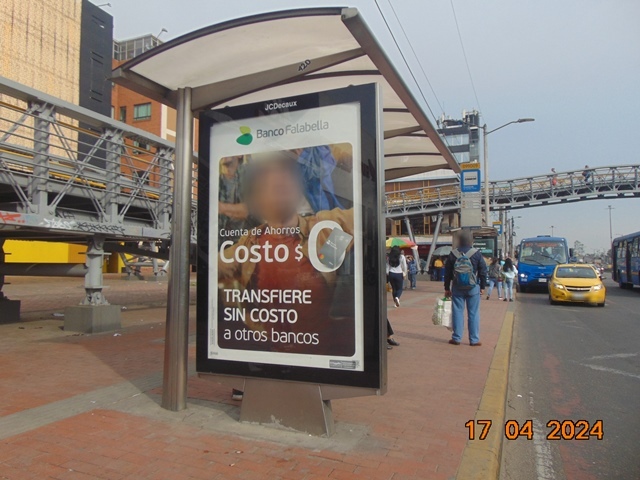 JCDecaux
Banco Falabella
Cuenta de Ahorros
Costo $0
TRANSFIERE
SIN COSTO
a otros bancos
17 04 2024